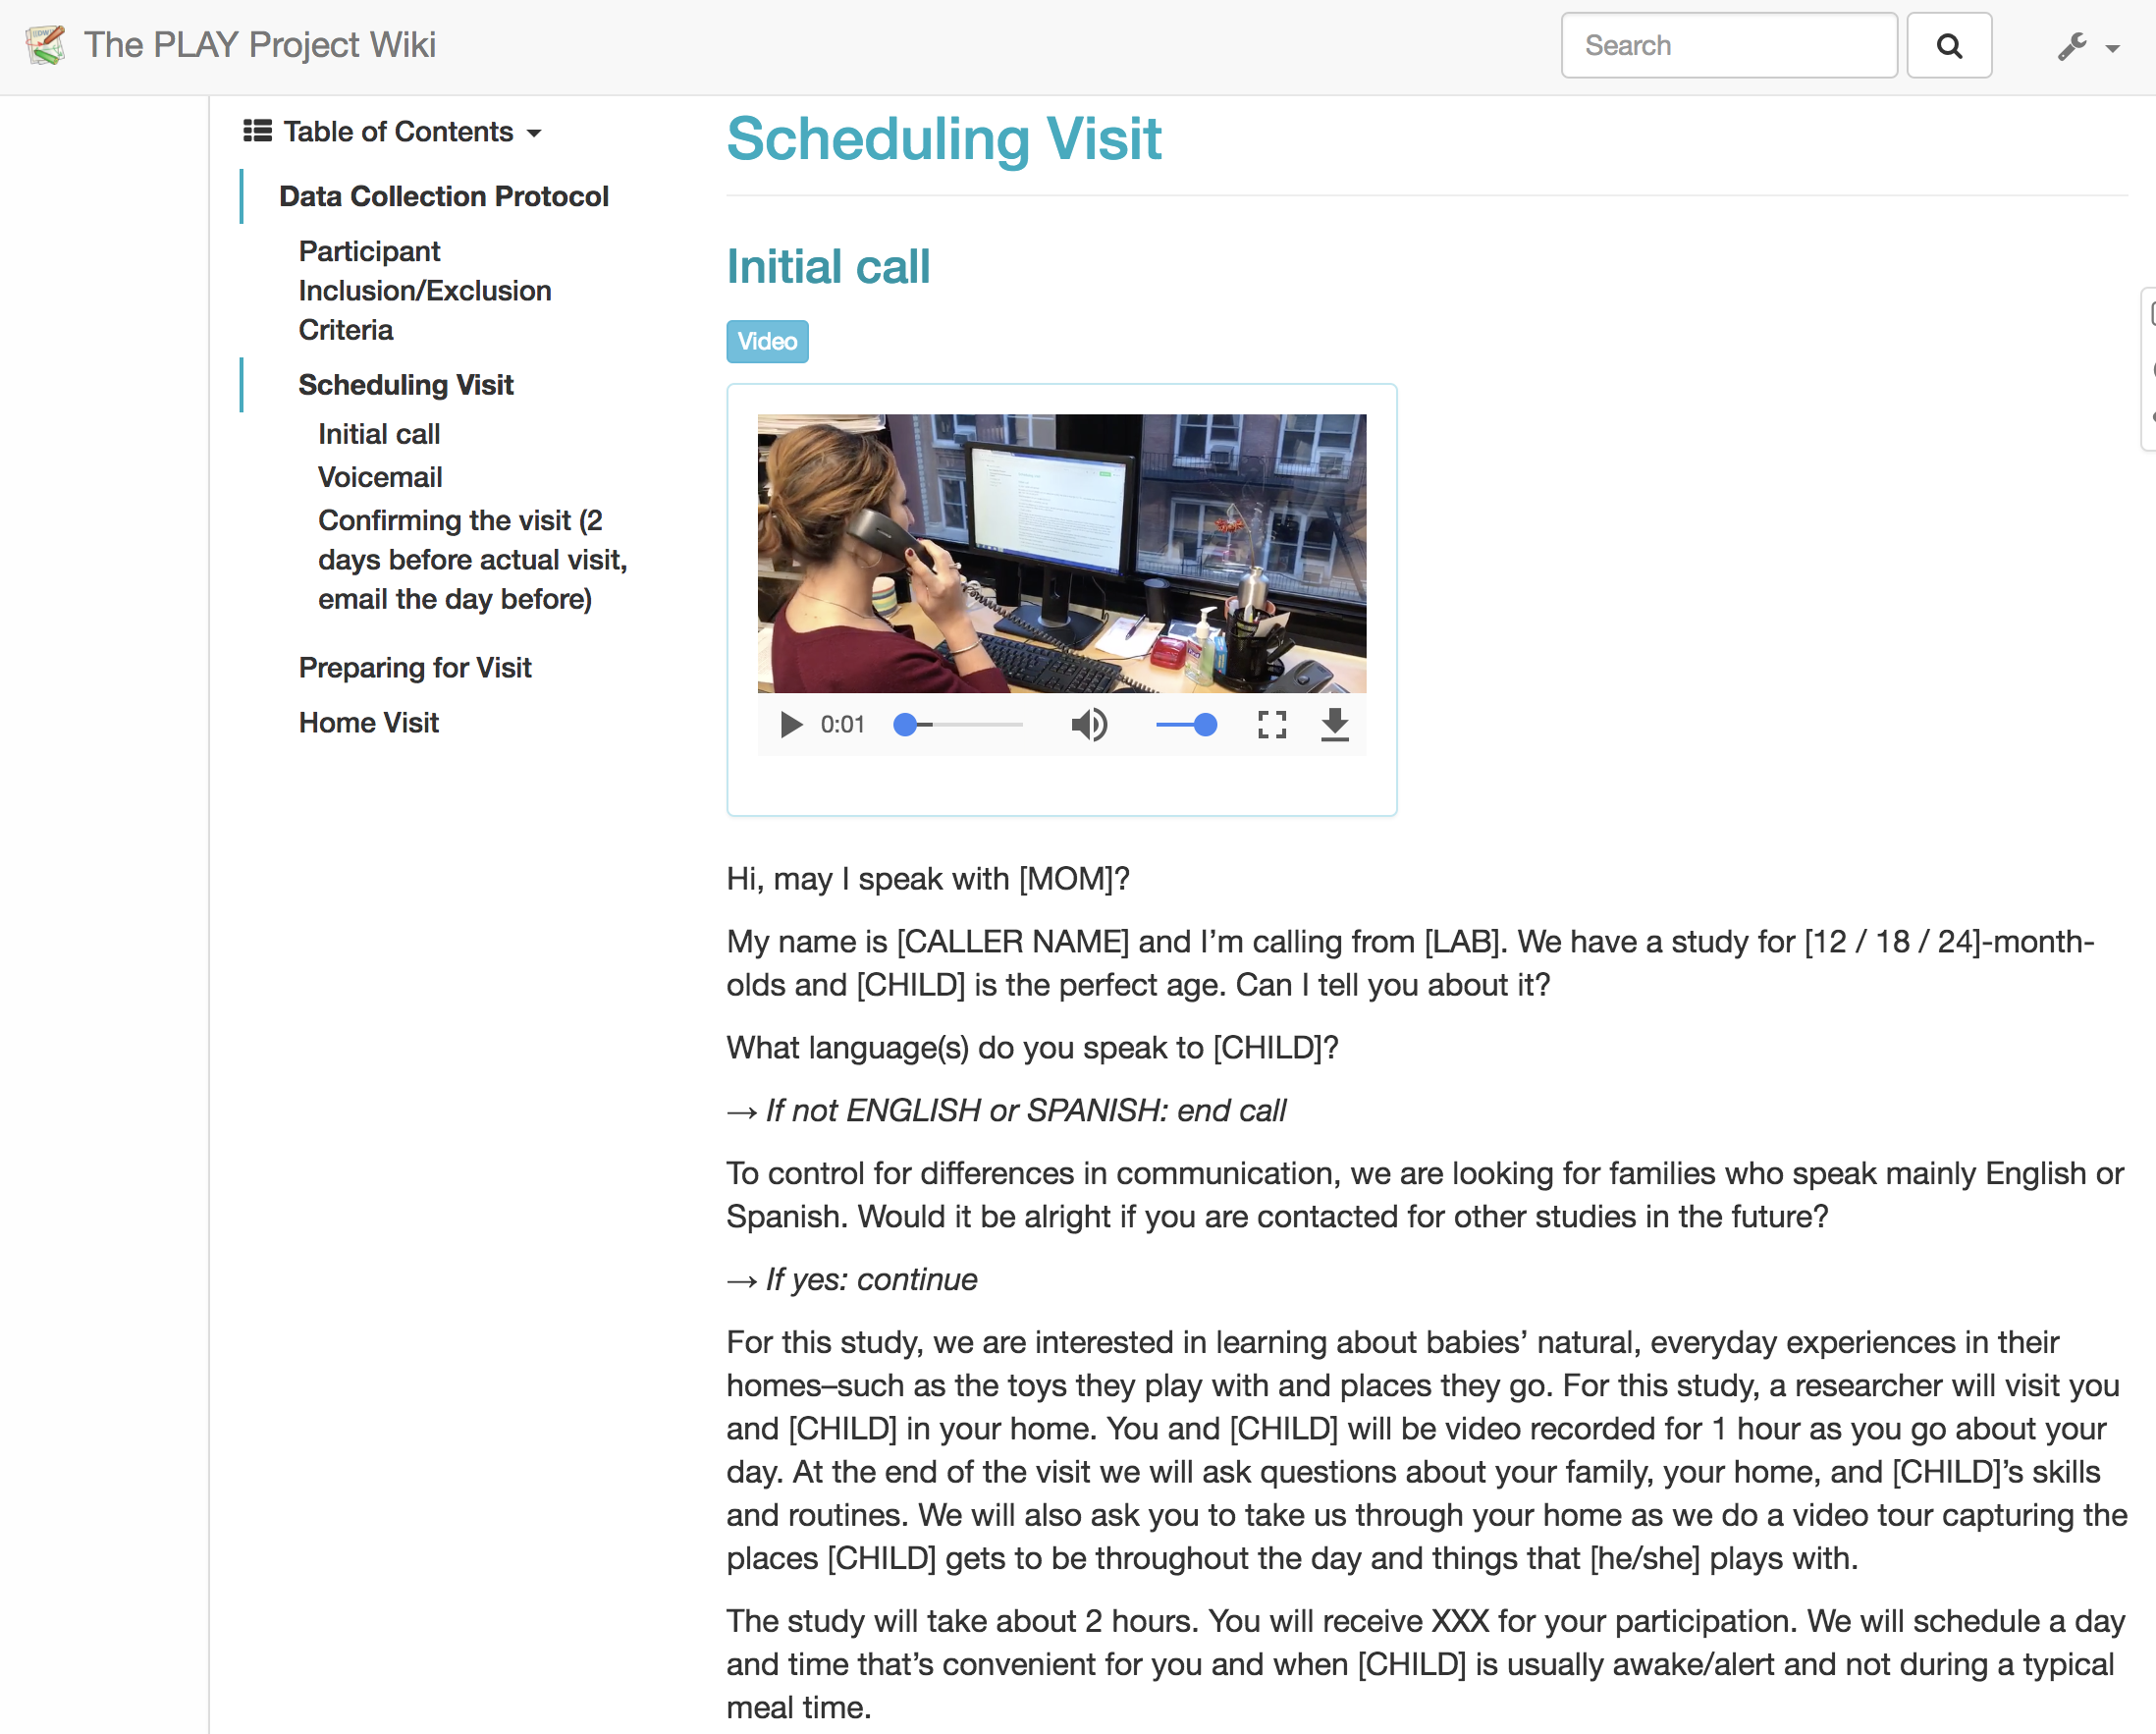 The PLAY Project Wiki
Search
Table of Contents
Data Collection Protocol
Participant
Inclusion/Exclusion
Criteria
Scheduling Visit
Initial call
Voicemail
Confirming the visit (2
days before actual visit,
email the day before)
Preparing for Visit
Home Visit
Scheduling Visit
Initial call
Video
0:01
Hi, may I speak with [MOM]?
My name is [CALLER NAME] and I’m calling from [LAB]. We have a study for [12 / 18 / 24]-month-
olds and [CHILD] is the perfect age. Can I tell you about it?
What language(s) do you speak to [CHILD]?
→ If not ENGLISH or SPANISH: end call
To control for differences in communication, we are looking for families who speak mainly English or
Spanish. Would it be alright if you are contacted for other studies in the future?
→ If yes: continue
For this study, we are interested in learning about babies’ natural, everyday experiences in their
homes–such as the toys they play with and places they go. For this study, a researcher will visit you
and [CHILD] in your home. You and [CHILD] will be video recorded for 1 hour as you go about your
day. At the end of the visit we will ask questions about your family, your home, and [CHILD]’s skills
and routines. We will also ask you to take us through your home as we do a video tour capturing the
places [CHILD] gets to be throughout the day and things that [he/she] plays with.
The study will take about 2 hours. You will receive XXX for your participation. We will schedule a day
and time that’s convenient for you and when [CHILD] is usually awake/alert and not during a typical
meal time.